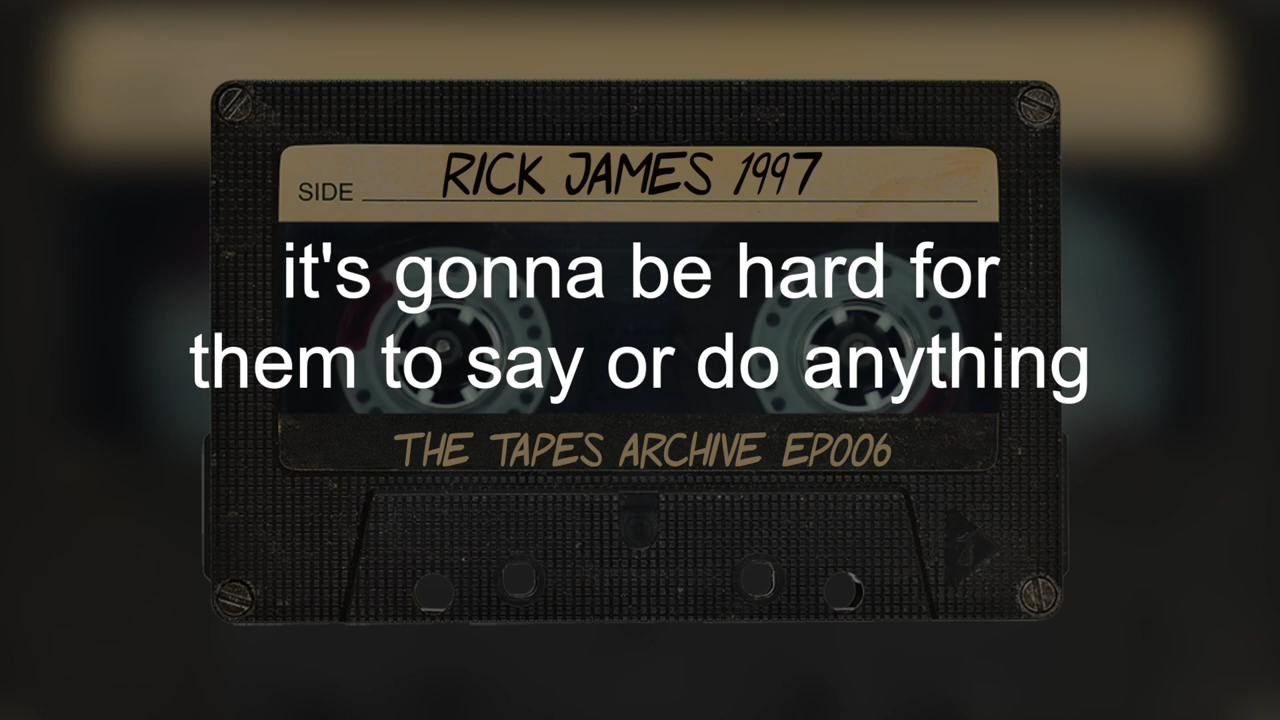 RICK JAMES 1997
SIDE
it's gonna be hard for
them to say or do anything
THE TAPES ARCHIVE EP006